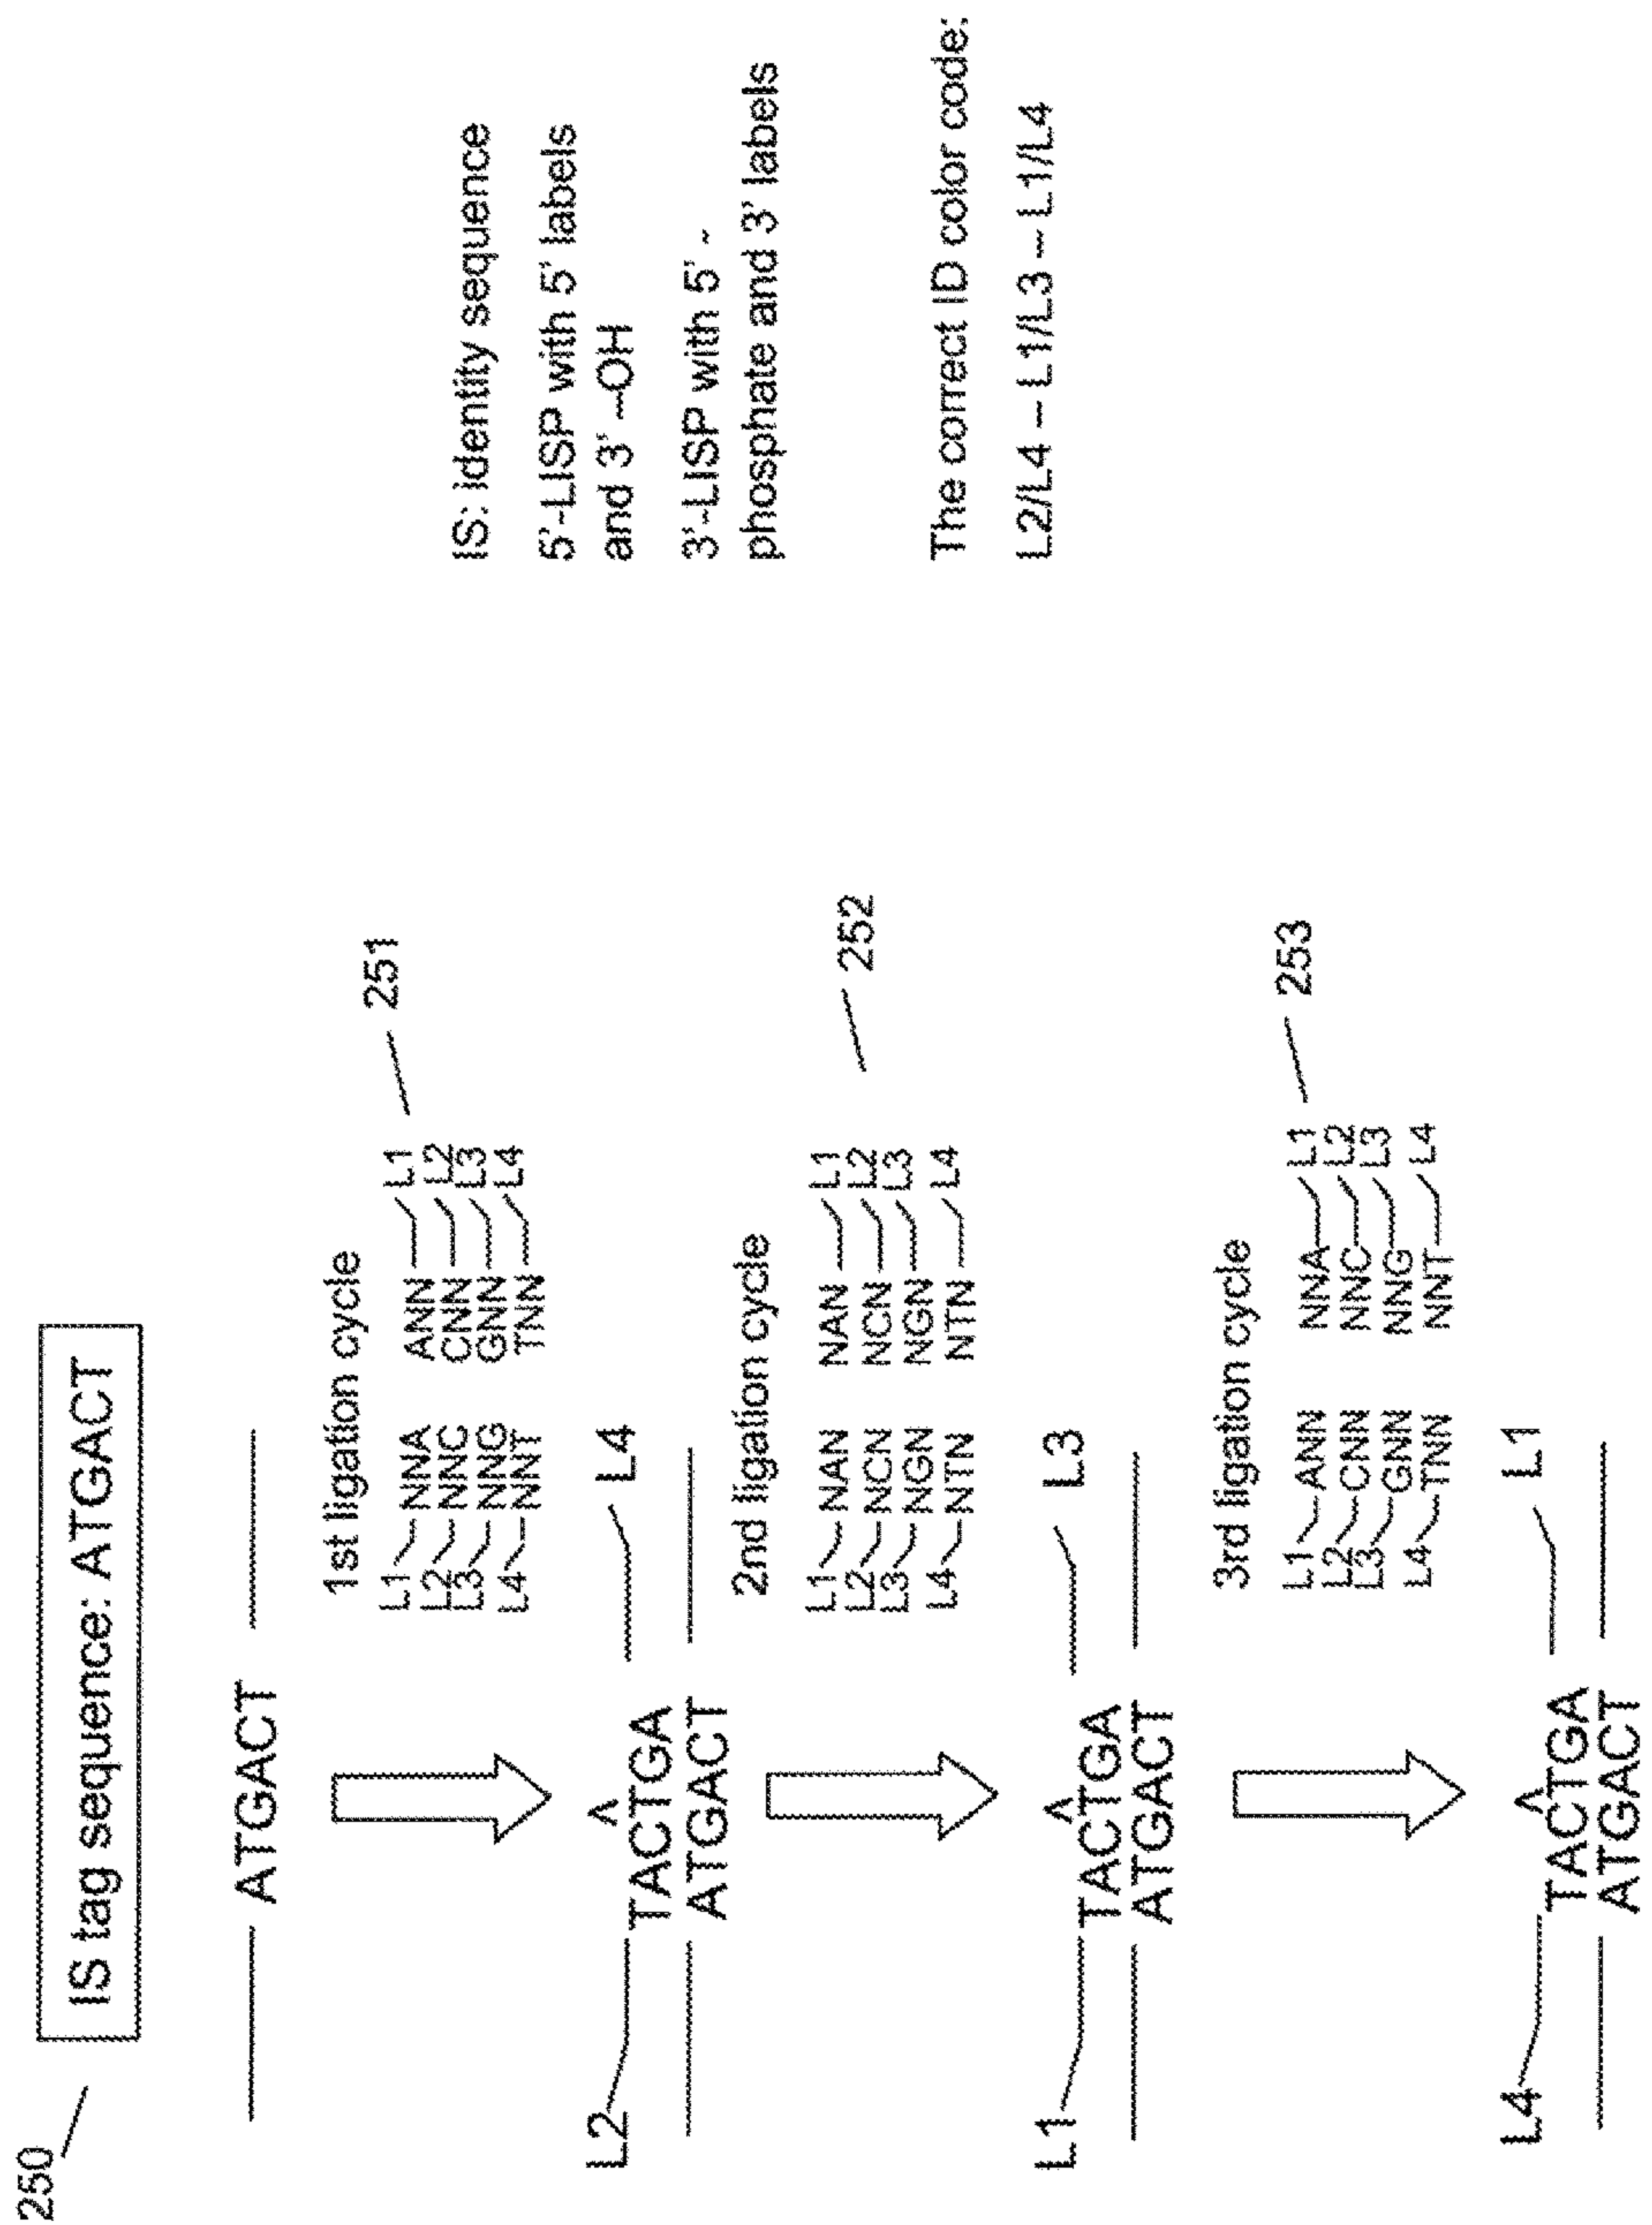 250
IS tag sequence: ATGACT
ATGACT
1st ligation cycle
L1 NNA ANN L1
L2 NNC CNN L2
L3 NNG GNN L3
L4 NNT TNN L4
251
L2 TACTGA L4
^
ATGACT
2nd ligation cycle
L1 NAN NAN L1
L2 NCN NCN L2
L3 NGN NGN L3
L4 NTN NTN L4
252
L1 TACTGA L3
^
ATGACT
3rd ligation cycle
L1 ANN NNA L1
L2 CNN NNC L2
L3 GNN NNG L3
L4 TNN NNT L4
253
L4 TACTGA L1
^
ATGACT
IS: identity sequence
5'-LISP with 5' labels
and 3' –OH
3'-LISP with 5' -
phosphate and 3' labels
The correct ID color code:
L2/L4 – L1/L3 – L1/L4